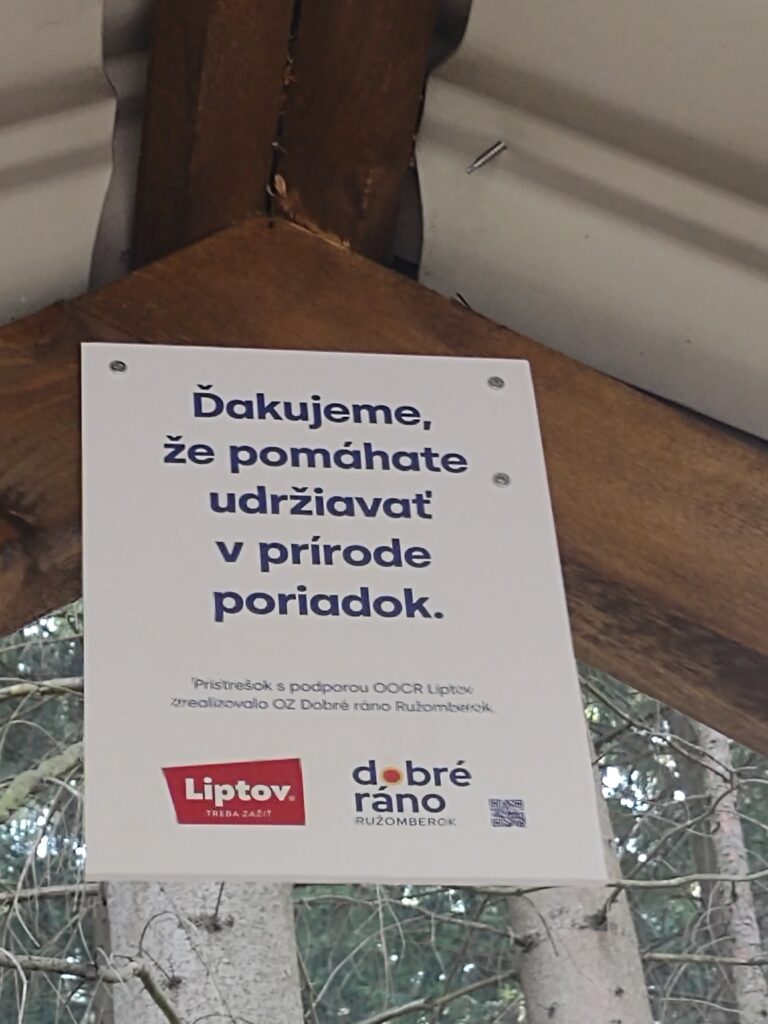 Ďakujeme,
že pomáhate
udržiavať
v prírode
poriadok.
Prístrešok s podporou OOCR Liptov
zrealizovalo OZ Dobré ráno Ružomberok.
Liptov
TREBA ZAŽIŤ
dobré
ráno
RUŽOMBEROK